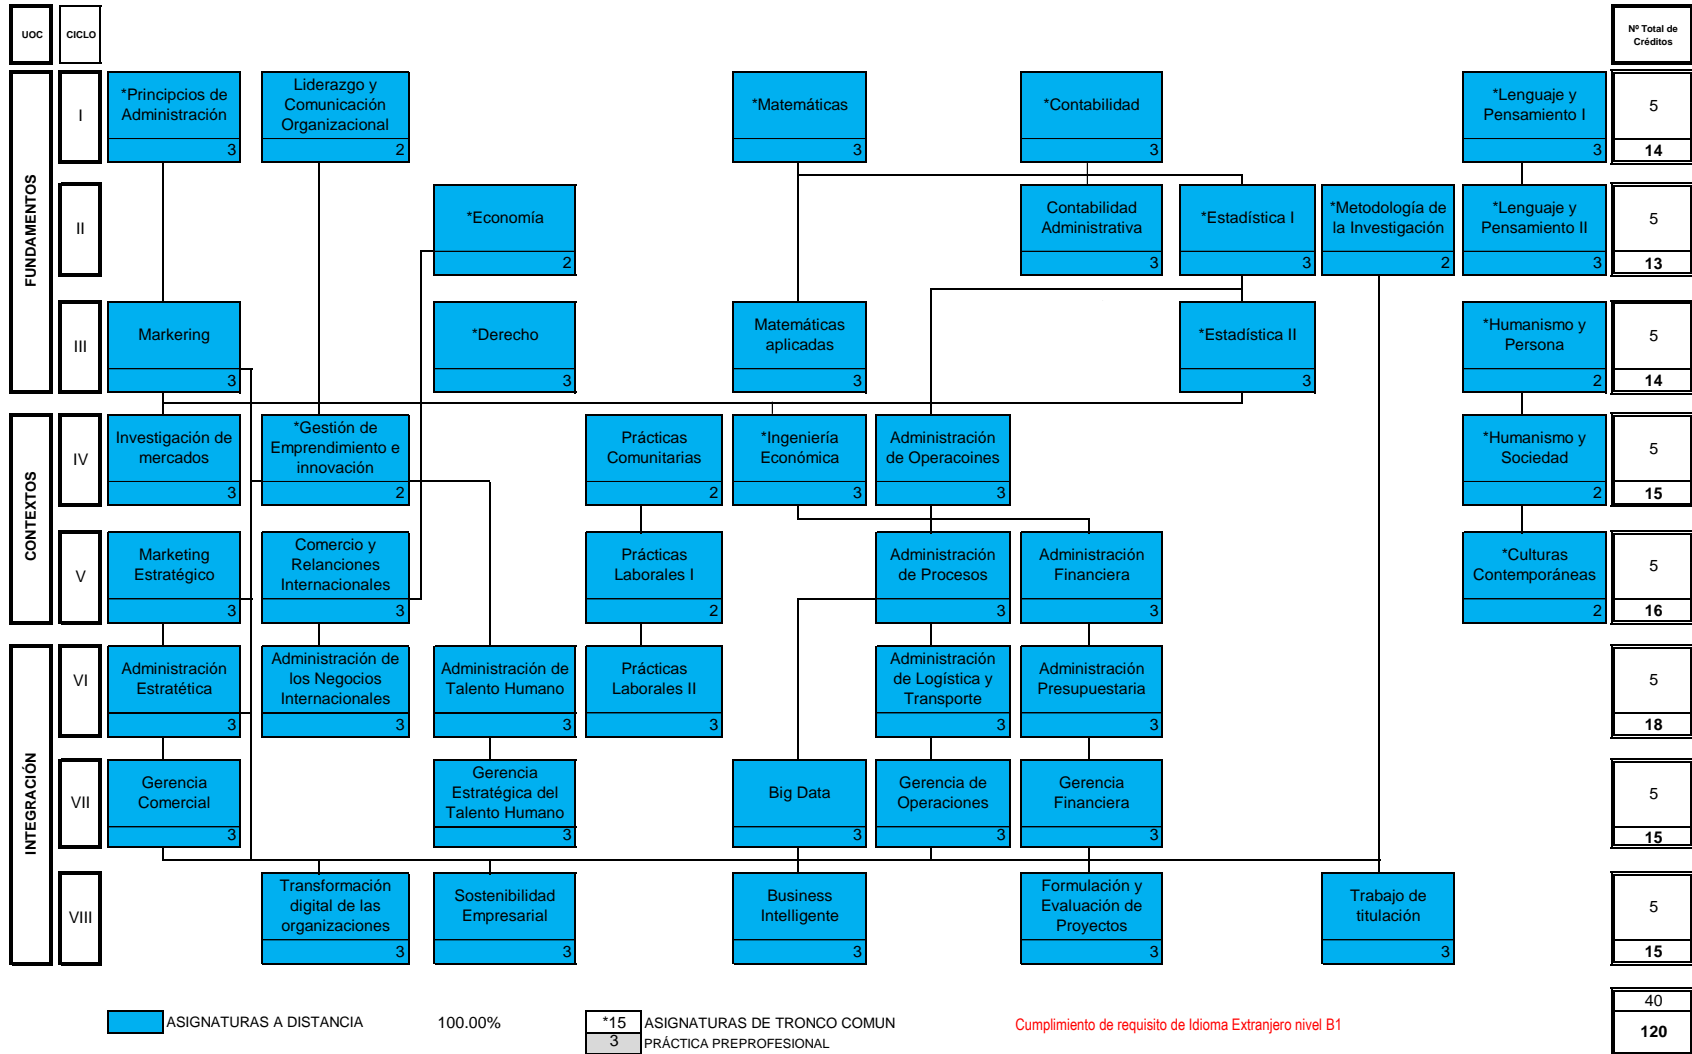 UOC
CICLO
Nº Total de
Créditos
FUNDAMENTOS
I
*Principcios de
Administración
3
Liderazgo y
Comunicación
Organizacional
2
*Matemáticas
3
*Contabilidad
3
*Lenguaje y
Pensamiento I
3
5
14
II
*Economía
2
Contabilidad
Administrativa
3
*Estadística I
3
*Metodología de
la Investigación
2
*Lenguaje y
Pensamiento II
3
5
13
III
Markering
3
*Derecho
3
Matemáticas
aplicadas
3
*Estadística II
3
*Humanismo y
Persona
2
5
14
CONTEXTOS
IV
Investigación de
mercados
3
*Gestión de
Emprendimiento e
innovación
2
Prácticas
Comunitarias
2
*Ingeniería
Económica
3
Administración
de Operacoines
3
*Humanismo y
Sociedad
2
5
15
V
Marketing
Estratégico
3
Comercio y
Relanciones
Internacionales
3
Prácticas
Laborales I
2
Administración
de Procesos
3
Administración
Financiera
3
*Culturas
Contemporáneas
2
5
16
INTEGRACIÓN
VI
Administración
Estratética
3
Administración de
los Negocios
Internacionales
3
Administración de
Talento Humano
3
Prácticas
Laborales II
3
Administración
de Logística y
Transporte
3
Administración
Presupuestaria
3
5
18
VII
Gerencia
Comercial
3
Gerencia
Estratégica del
Talento Humano
3
Big Data
3
Gerencia de
Operaciones
3
Gerencia
Financiera
3
5
15
VIII
Transformación
digital de las
organizaciones
3
Sostenibilidad
Empresarial
3
Business
Intelligente
3
Formulación y
Evaluación de
Proyectos
3
Trabajo de
titulación
3
5
15
40
120
ASIGNATURAS A DISTANCIA
100.00%
*15
ASIGNATURAS DE TRONCO COMUN
3
PRÁCTICA PREPROFESIONAL
Cumplimiento de requisito de Idioma Extranjero nivel B1